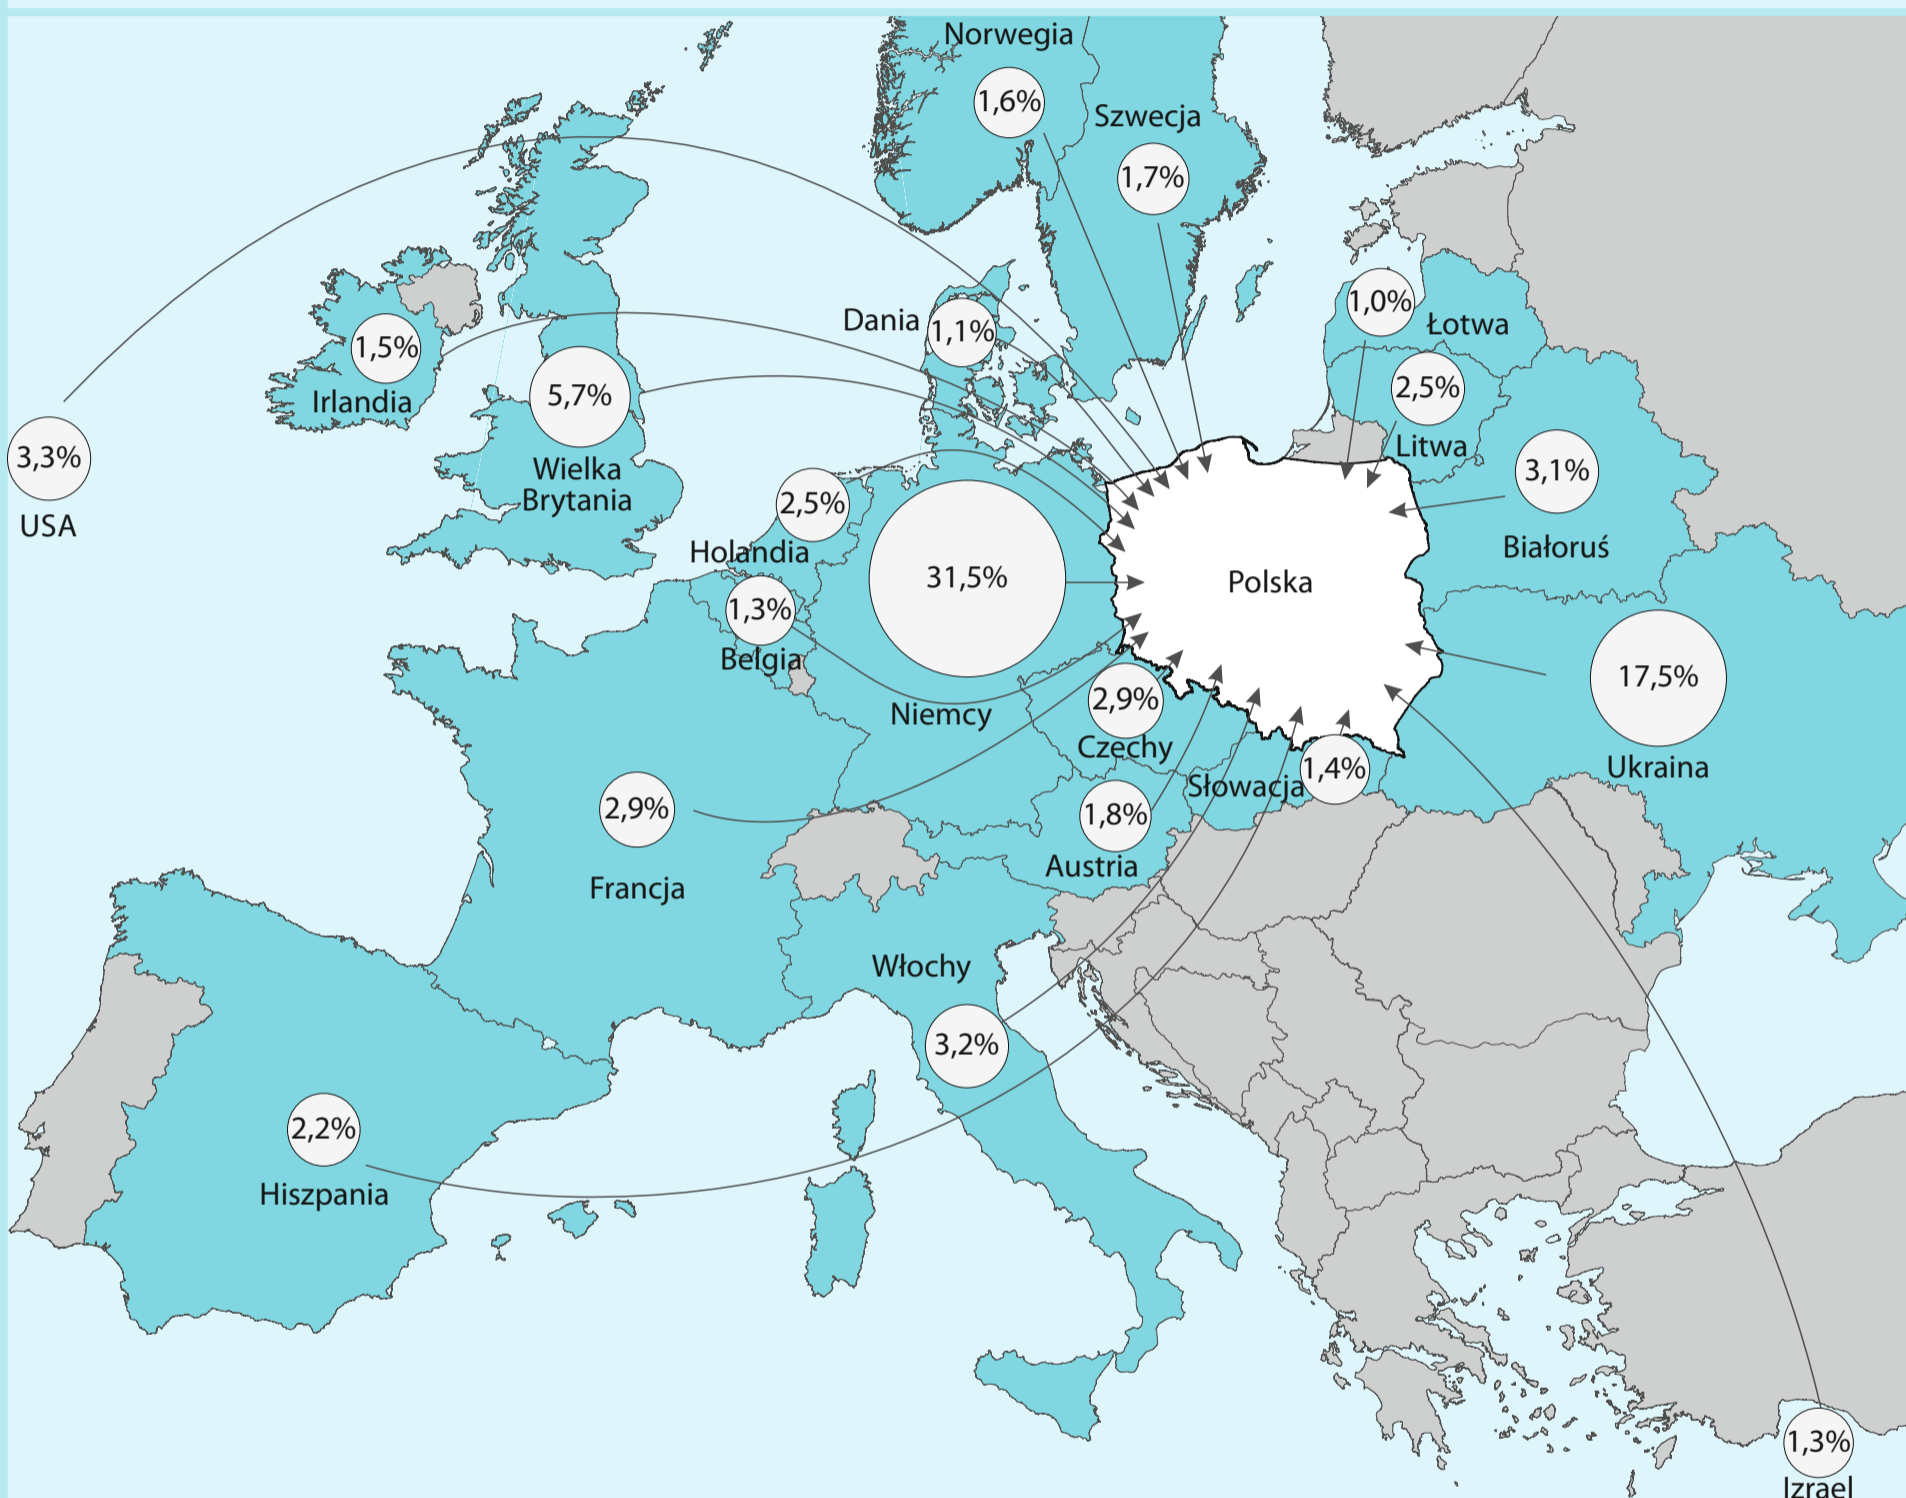 Norwegia
1,6%
Szwecja
1,7%
1,0%
Łotwa
Dania
1,1%
1,5%
Irlandia
5,7%
Wielka
Brytania
2,5%
Litwa
3,3%
USA
3,1%
Białoruś
2,5%
Holandia
31,5%
Niemcy
Polska
1,3%
Belgia
17,5%
Ukraina
2,9%
Czechy
1,4%
Słowacja
2,9%
Francja
1,8%
Austria
Włochy
3,2%
2,2%
Hiszpania
1,3%
Izrael